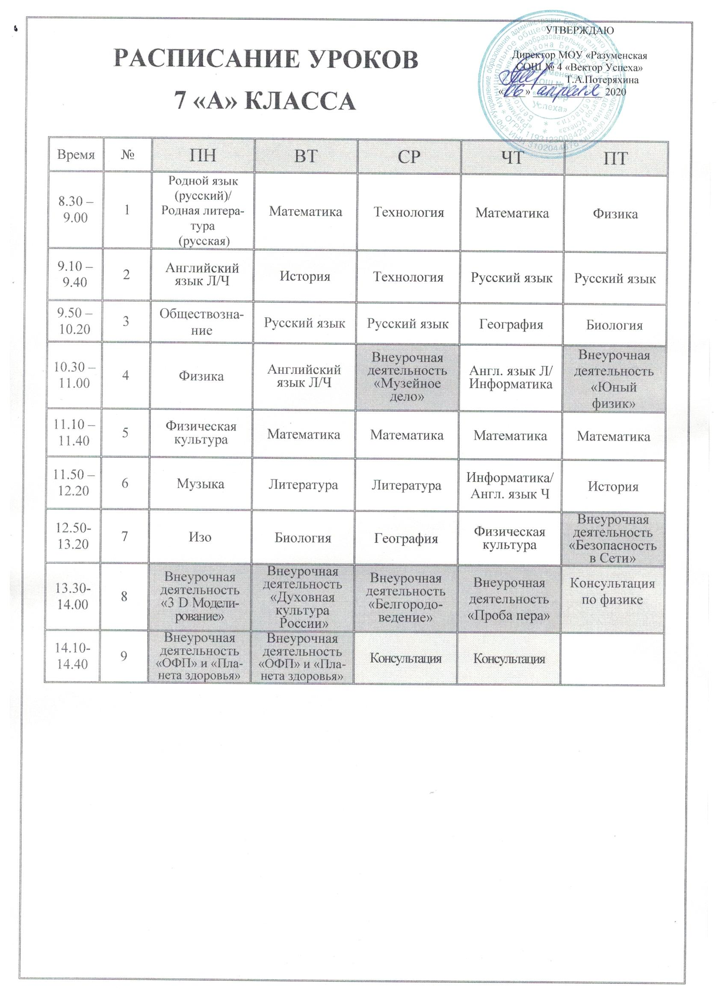 УТВЕРЖДАЮ
Директор МОУ «Разуменская
СОШ № 4 «Вектор Успеха»
Т.А.Потеряхина
«06» апреля 2020
РАСПИСАНИЕ УРОКОВ
7 «А» КЛАССА
Время № ПН ВТ СР ЧТ ПТ
8.30 –
9.00
1
Родной язык
(русский)/
Родная литера-
тура
(русская)
Математика
Технология
Математика
Физика
9.10 –
9.40
2
Английский
язык Л/Ч
История
Технология
Русский язык
Русский язык
9.50 –
10.20
3
Обществозна-
ние
Русский язык
Русский язык
География
Биология
10.30 –
11.00
4
Физика
Английский
язык Л/Ч
Внеурочная
деятельность
«Музейное
дело»
Англ. язык Л/
Информатика
Внеурочная
деятельность
«Юный
физик»
11.10 –
11.40
5
Физическая
культура
Математика
Математика
Математика
Математика
11.50 –
12.20
6
Музыка
Литература
Литература
Информатика/
Англ. язык Ч
История
12.50-
13.20
7
Изо
Биология
География
Физическая
культура
Внеурочная
деятельность
«Безопасность
в Сети»
13.30-
14.00
8
Внеурочная
деятельность
«3 D Модели-
рование»
Внеурочная
деятельность
«Духовная
культура
России»
Внеурочная
деятельность
«Белгородо-
ведение»
Внеурочная
деятельность
«Проба пера»
Консультация
по физике
14.10-
14.40
9
Внеурочная
деятельность
«ОФП» и «Пла-
нета здоровья»
Внеурочная
деятельность
«ОФП» и «Пла-
нета здоровья»
Консультация
Консультация